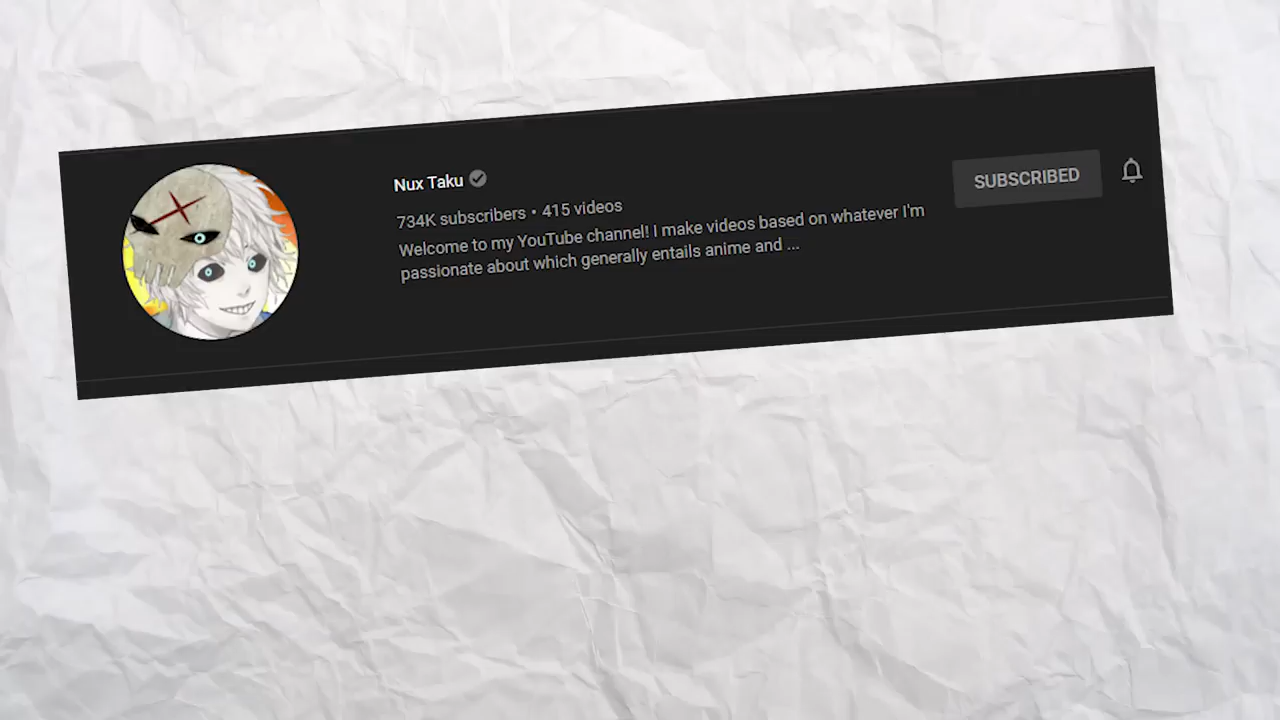 Nux Taku
734K subscribers • 415 videos
Welcome to my YouTube channel! I make videos based on whatever I'm
passionate about which generally entails anime and ...
SUBSCRIBED